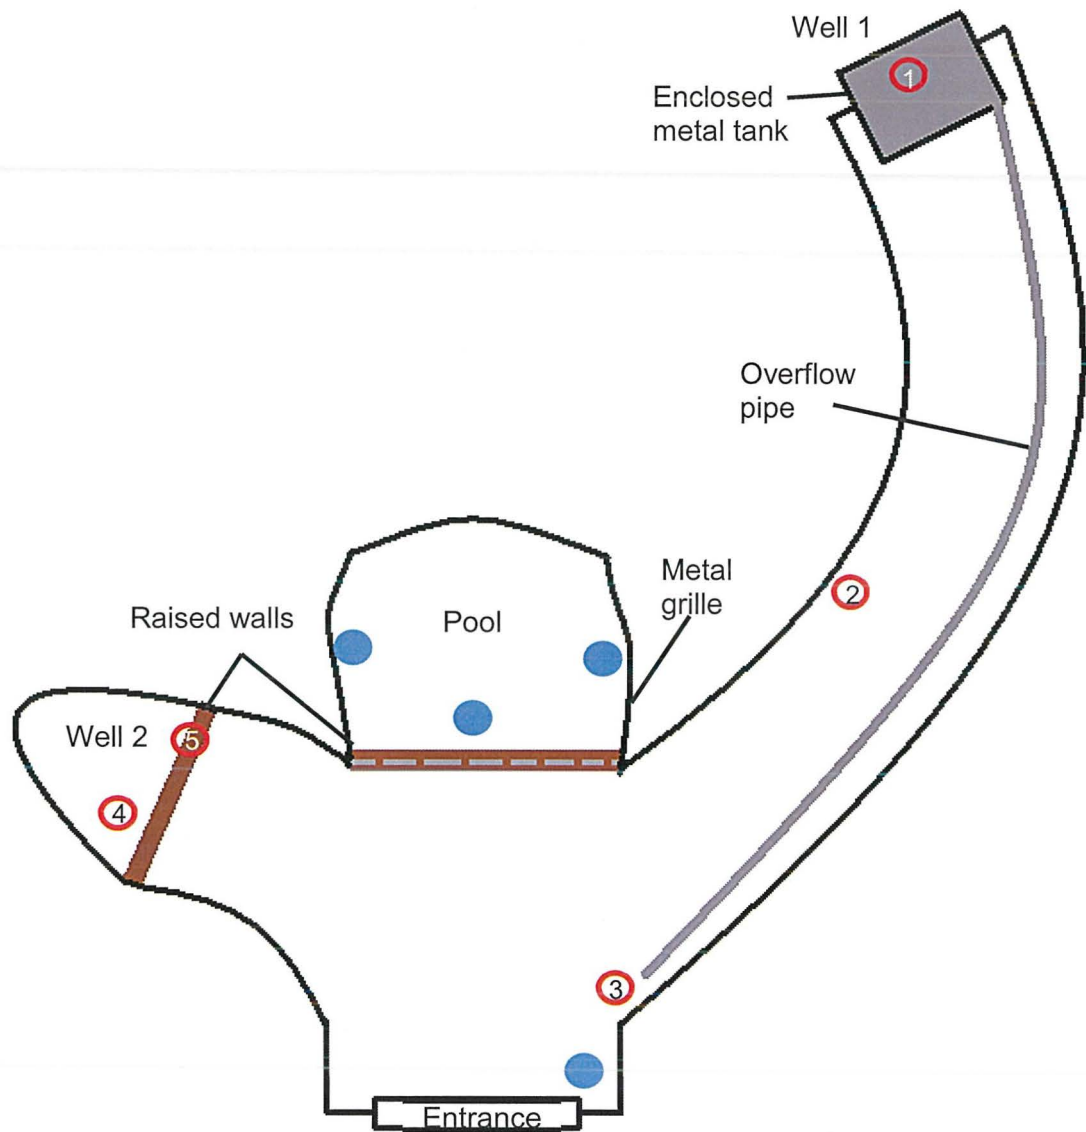 Well 1
1
Enclosed
metal tank
Overflow
pipe
2
Metal
grille
Raised walls
Pool
Well 2
5
4
3
Entrance